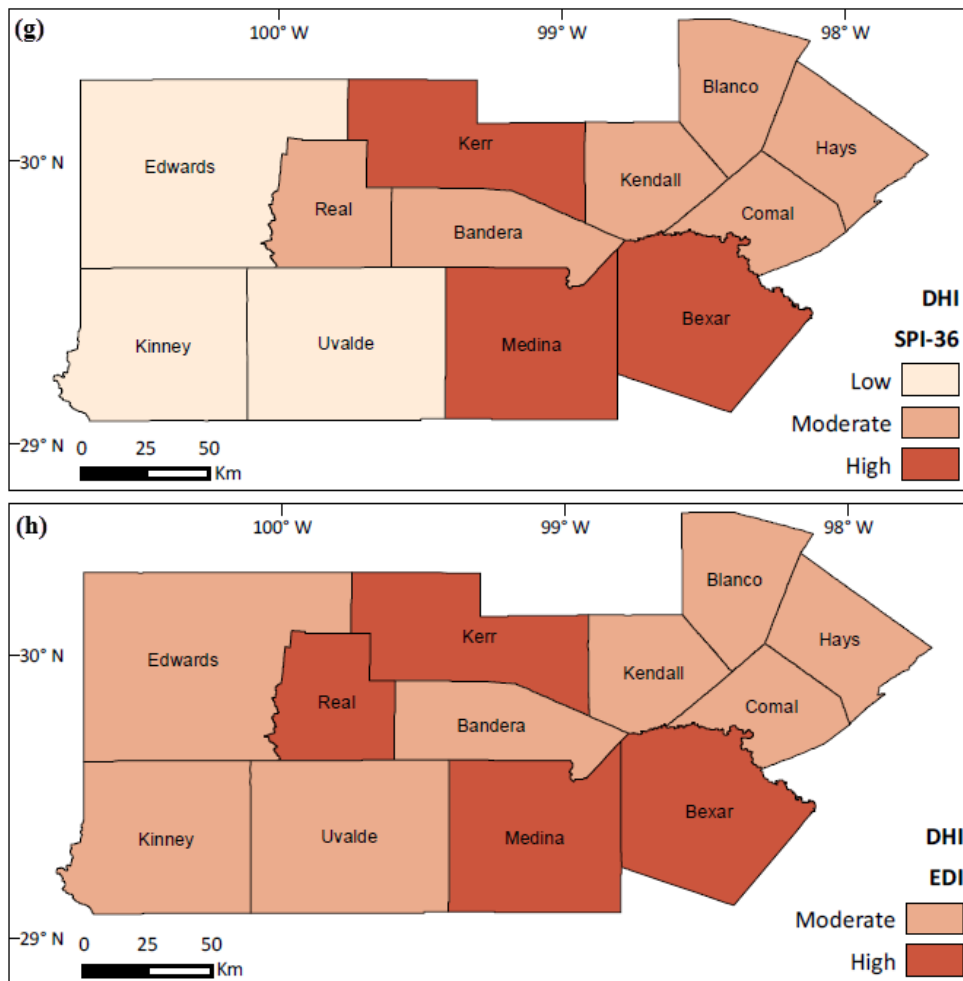 (g)
100° W 99° W 98° W
Blanco
Kerr
Hays
30° N
Edwards
Kendall
Real
Comal
Bandera
DHI
Bexar
SPI-36
Kinney
Uvalde
Medina
Low
Moderate
29° N
0 25 50
High
Km
(h)
100° W 99° W 98° W
Blanco
Kerr
Hays
30° N
Edwards
Kendall
Real
Comal
Bandera
Bexar
Kinney
Uvalde
Medina
DHI
EDI
Moderate
29° N
0 25 50
High
Km